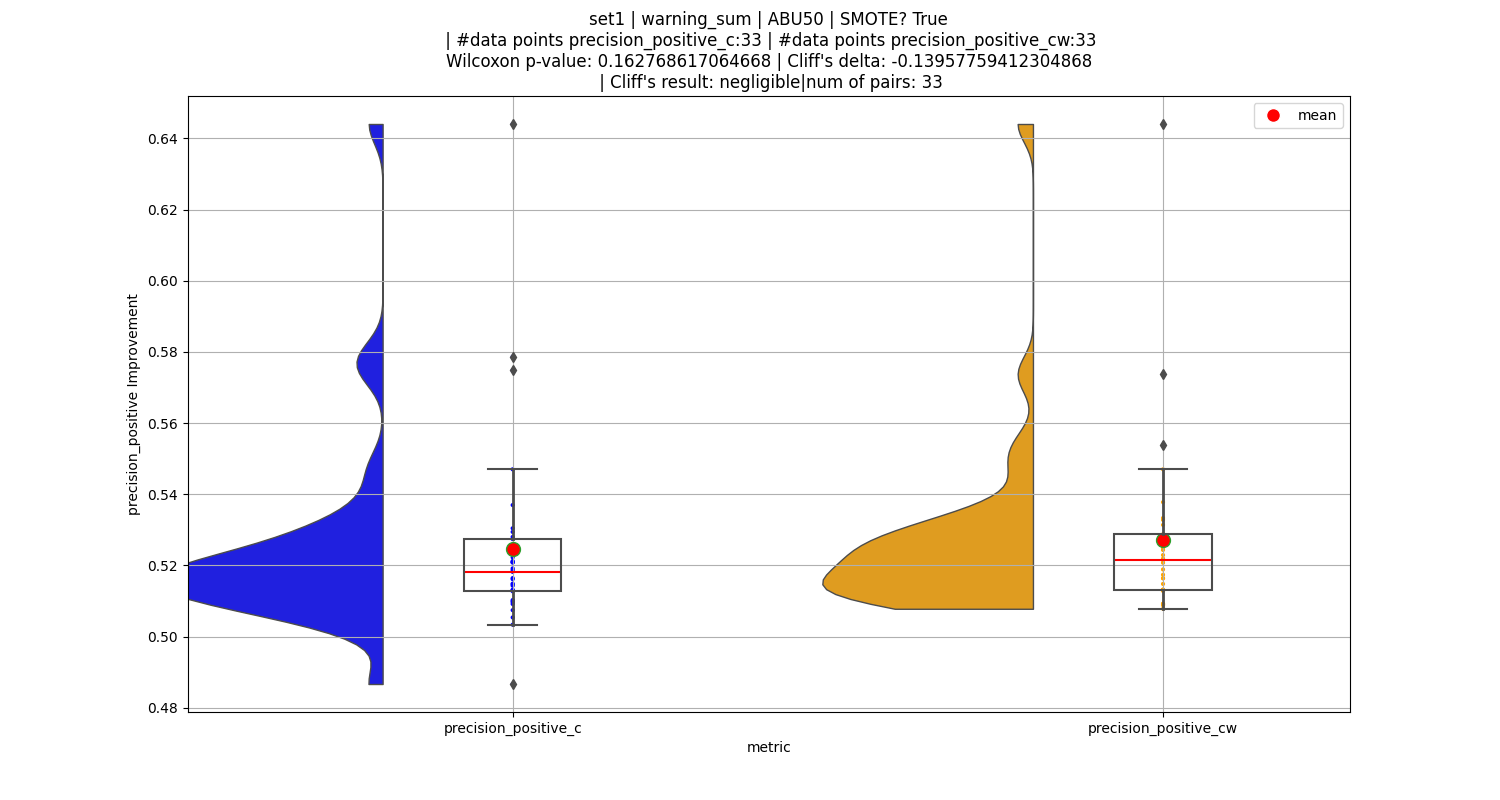 set1 | warning_sum | ABU50 | SMOTE? True
| #data points precision_positive_c:33 | #data points precision_positive_cw:33
Wilcoxon p-value: 0.162768617064668 | Cliff's delta: -0.13957759412304868
| Cliff's result: negligible|num of pairs: 33
mean
0.64
0.62
0.60
0.58
0.56
0.54
0.52
0.50
0.48
precision_positive Improvement
precision_positive_c
precision_positive_cw
metric